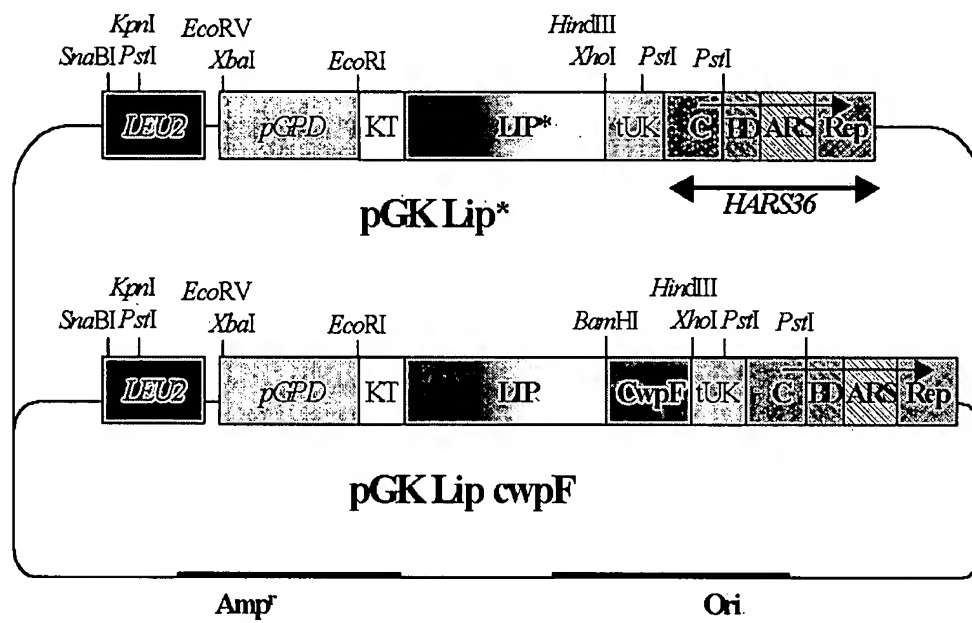 KpnI EcoRV HindIII
SnaBI PstI XbaI EcoRI XhoI PstI PstI
LEU2 pGPD KT LIP* tUK C BD ARS Rep
HARS36
pGK Lip*
KpnI EcoRV HindIII
SnaBI PstI XbaI EcoRI BamHI XhoI PstI PstI
LEU2 pGPD KT LIP CwpF tUK C BD ARS Rep
pGK Lip cwpF
Ampʳ Ori